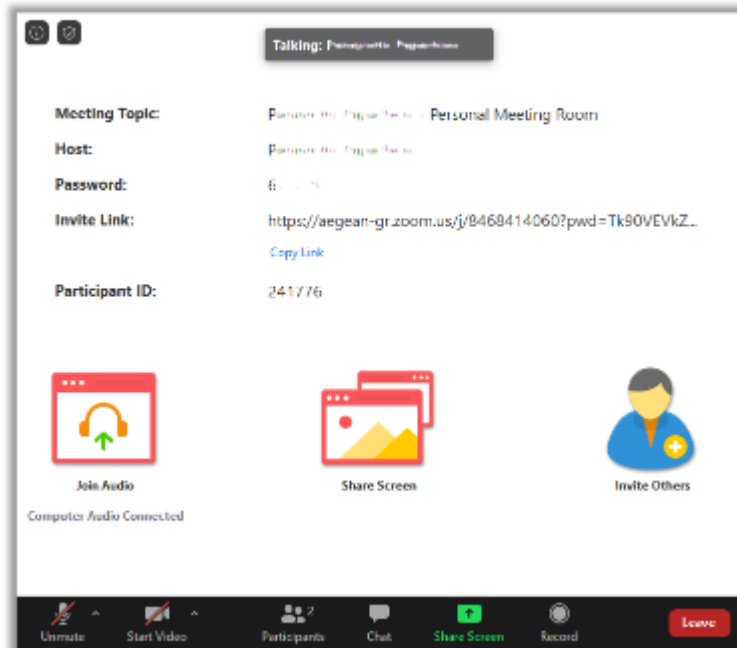 Talking:
Meeting Topic: Personal Meeting Room
Host:
Password:
Invite Link: https://aegean-gr.zoom.us/j/8468414060?pwd=Tk90VEVkZ...
Copy Link
Participant ID: 241776
Join Audio Share Screen Invite Others
Computer Audio Connected
2
Unmute Start Video Participants Chat Share Screen Record Leave